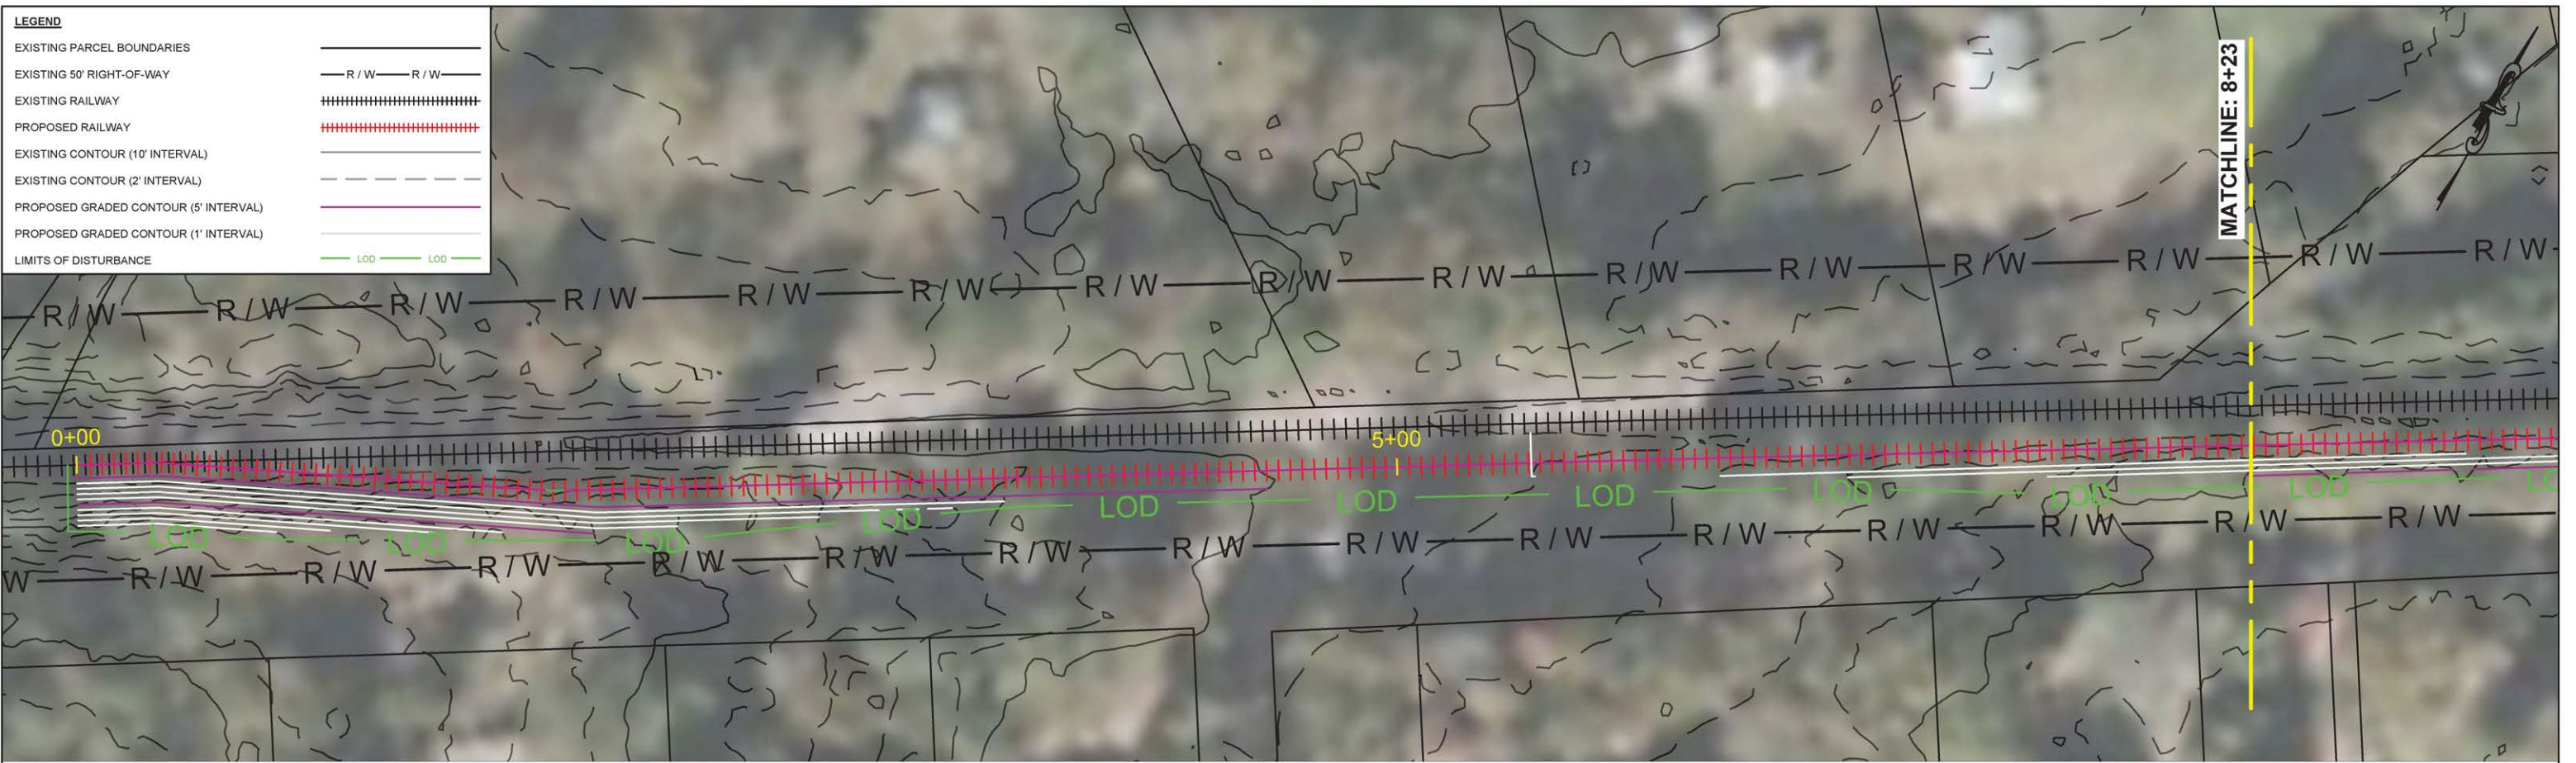 LEGEND
EXISTING PARCEL BOUNDARIES
EXISTING 50' RIGHT-OF-WAY R / W R / W
EXISTING RAILWAY
PROPOSED RAILWAY
EXISTING CONTOUR (10' INTERVAL)
EXISTING CONTOUR (2' INTERVAL)
PROPOSED GRADED CONTOUR (5' INTERVAL)
PROPOSED GRADED CONTOUR (1' INTERVAL)
LIMITS OF DISTURBANCE LOD LOD
MATCHLINE: 8+23
R / W R / W R / W R / W R / W R / W R / W R / W R / W R / W R / W R / W R / W R / W R / W
0+00 5+00
LOD LOD LOD LOD LOD LOD LOD LOD LOD LOD LO
W R / W R / W R / W R / W R / W R / W R / W R / W R / W R / W R / W R / W R / W R / W